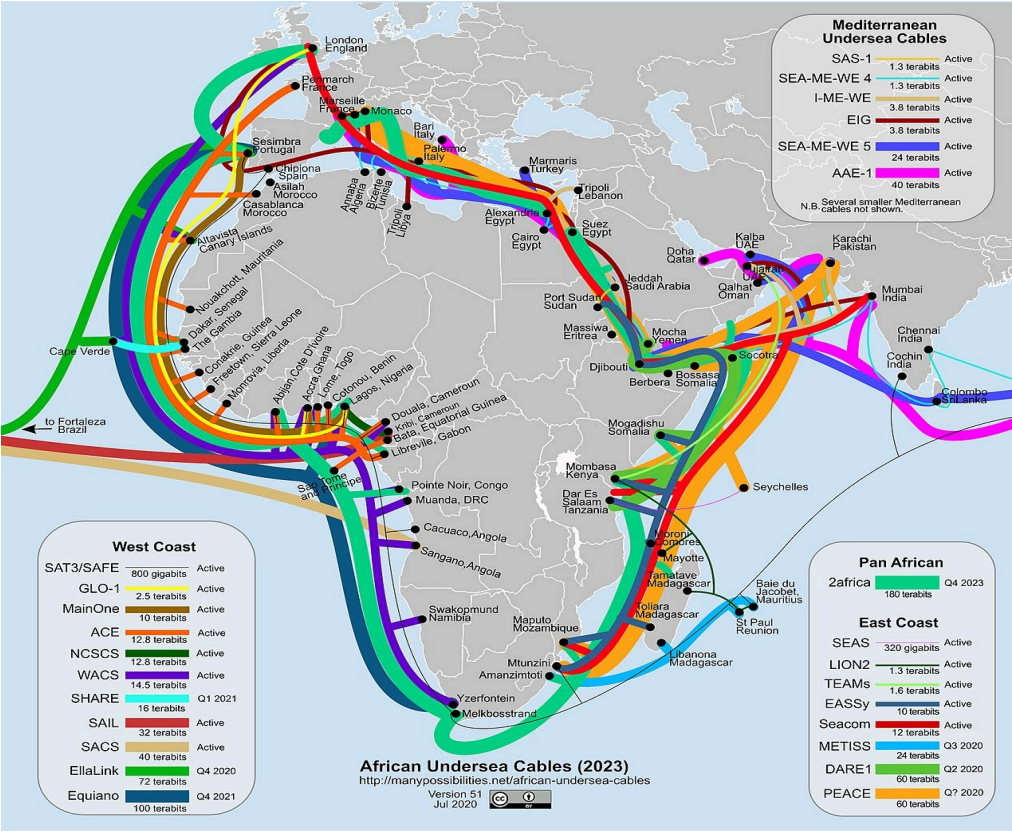 Mediterranean
Undersea Cables
SAS-1
Active
1.3 terabits
SEA-ME-WE 4
Active
1.3 terabits
I-ME-WE
Active
3.8 terabits
EIG
Active
3.8 terabits
SEA-ME-WE 5
Active
24 terabits
AAE-1
Active
40 terabits
N.B. Several smaller Mediterranean
cables not shown.
London
England
Penmarch
France
Marseille
France
Monaco
Bari
Italy
Palermo
Italy
Sesimbra
Portugal
Chipiona
Spain
Asilah
Morocco
Casablanca
Morocco
Annaba
Algeria
Bizerte
Tunisia
Tripoli
Libya
Marmaris
Turkey
Tripoli
Lebanon
Alexandria
Egypt
Cairo
Egypt
Suez
Egypt
Altavista
Canary Islands
Nouakchott, Mauritania
Dakar, Senegal
The Gambia
Cape Verde
Conakrie, Guinea
Freetown, Sierra Leone
Monrovia, Liberia
Abijan,Cote D'Ivoire
Accra,Ghana
Lome, Togo
Cotonou, Benin
Lagos, Nigeria
Douala, Cameroun
Kribi, Cameroun
Bata, Equatorial Guinea
Libreville, Gabon
Sao Tome
and Principe
Pointe Noir, Congo
Muanda, DRC
Cacuaco,Angola
Sangano,Angola
Swakopmund
Namibia
Yzerfontein
Melkbosstrand
to Fortaleza
Brazil
Doha
Qatar
Kalba
UAE
Fujairah
UAE
Qalhat
Oman
Karachi
Pakistan
Mumbai
India
Chennai
India
Cochin
India
Colombo
SriLanka
Jeddah
Saudi Arabia
Port Sudan
Sudan
Massiwa
Eritrea
Mocha
Yemen
Djibouti
Berbera
Bossasa
Somalia
Socotra
Mogadishu
Somalia
Mombasa
Kenya
Dar Es
Salaam
Tanzania
Seychelles
Moroni
Comores
Mayotte
Tamatave
Madagascar
Toliara
Madagascar
Baie du
Jacobet,
Mauritius
St Paul
Reunion
Libanona
Madagascar
Maputo
Mozambique
Mtunzini
Amanzimtoti
West Coast
SAT3/SAFE
Active
800 gigabits
GLO-1
Active
2.5 terabits
MainOne
Active
10 terabits
ACE
Active
12.8 terabits
NCSCS
Active
12.8 terabits
WACS
Active
14.5 terabits
SHARE
Q1 2021
16 terabits
SAIL
Active
32 terabits
SACS
Active
40 terabits
EllaLink
Q4 2020
72 terabits
Equiano
Q4 2021
100 terabits
Pan African
2africa
Q4 2023
180 terabits
East Coast
SEAS
Active
320 gigabits
LION2
Active
1.3 terabits
TEAMs
Active
1.6 terabits
EASSy
Active
10 terabits
Seacom
Active
12 terabits
METISS
Q3 2020
24 terabits
DARE1
Q2 2020
60 terabits
PEACE
Q? 2020
60 terabits
African Undersea Cables (2023)
http://manypossibilities.net/african-undersea-cables
Version 51
Jul 2020
cc
BY